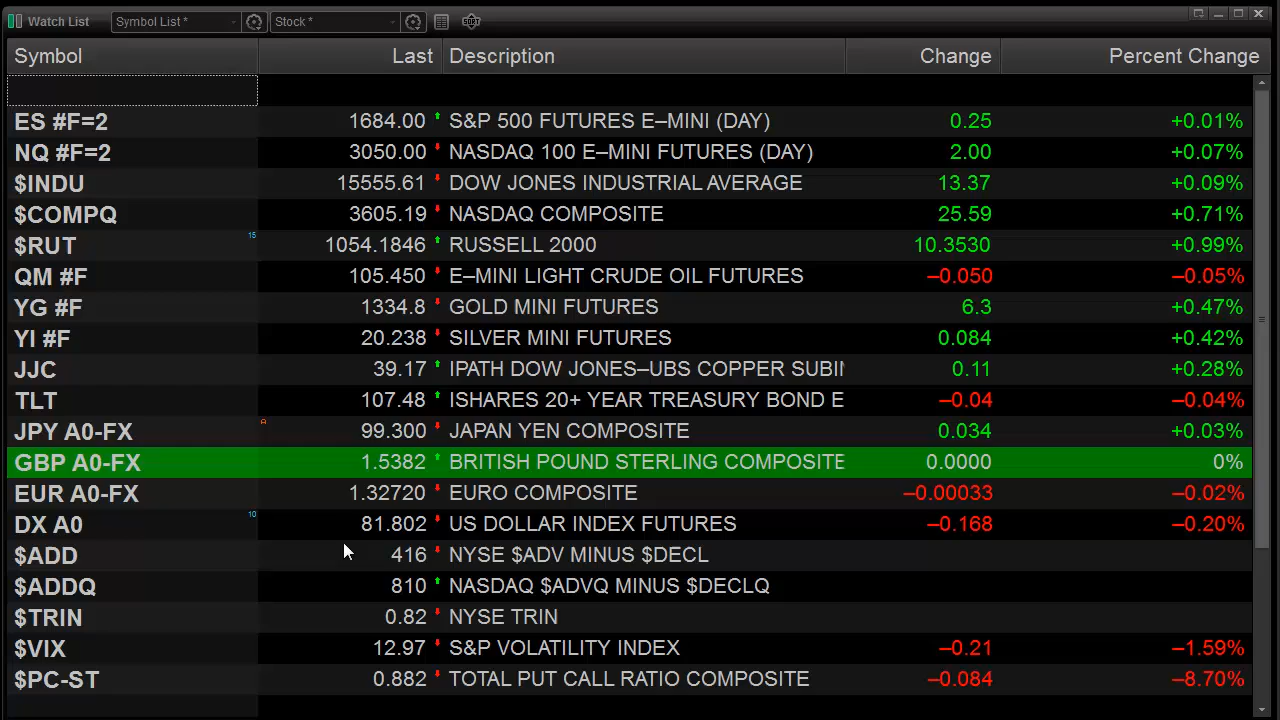 Watch List Symbol List * Stock * SORT
Symbol Last Description Change Percent Change
ES #F=2 1684.00 S&P 500 FUTURES E–MINI (DAY) 0.25 +0.01%
NQ #F=2 3050.00 NASDAQ 100 E–MINI FUTURES (DAY) 2.00 +0.07%
$INDU 15555.61 DOW JONES INDUSTRIAL AVERAGE 13.37 +0.09%
$COMPQ 3605.19 NASDAQ COMPOSITE 25.59 +0.71%
$RUT 15 1054.1846 RUSSELL 2000 10.3530 +0.99%
QM #F 105.450 E–MINI LIGHT CRUDE OIL FUTURES –0.050 –0.05%
YG #F 1334.8 GOLD MINI FUTURES 6.3 +0.47%
YI #F 20.238 SILVER MINI FUTURES 0.084 +0.42%
JJC 39.17 IPATH DOW JONES–UBS COPPER SUBIN 0.11 +0.28%
TLT 107.48 ISHARES 20+ YEAR TREASURY BOND E –0.04 –0.04%
JPY A0-FX A 99.300 JAPAN YEN COMPOSITE 0.034 +0.03%
GBP A0-FX 1.5382 BRITISH POUND STERLING COMPOSITE 0.0000 0%
EUR A0-FX 1.32720 EURO COMPOSITE –0.00033 –0.02%
DX A0 10 81.802 US DOLLAR INDEX FUTURES –0.168 –0.20%
$ADD 416 NYSE $ADV MINUS $DECL
$ADDQ 810 NASDAQ $ADVQ MINUS $DECLQ
$TRIN 0.82 NYSE TRIN
$VIX 12.97 S&P VOLATILITY INDEX –0.21 –1.59%
$PC-ST 0.882 TOTAL PUT CALL RATIO COMPOSITE –0.084 –8.70%